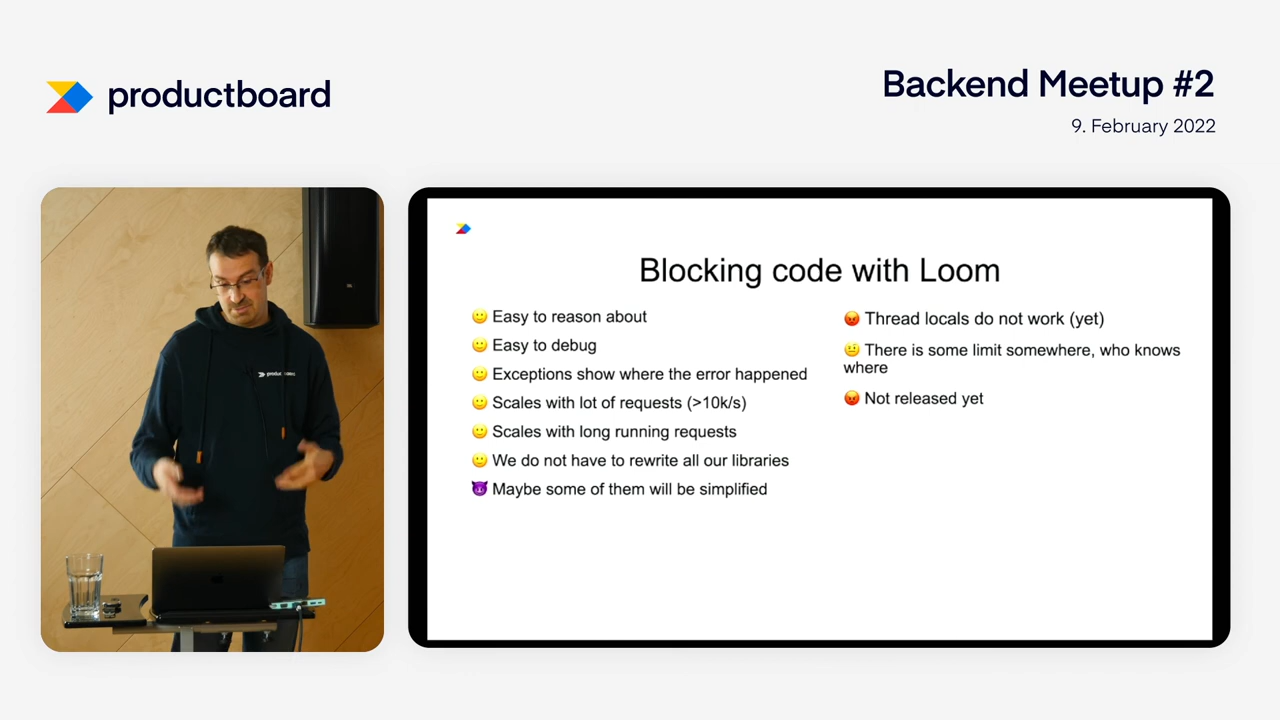 productboard
Backend Meetup #2
9. February 2022
Blocking code with Loom
🙂 Easy to reason about
🙂 Easy to debug
🙂 Exceptions show where the error happened
🙂 Scales with lot of requests (>10k/s)
🙂 Scales with long running requests
🙂 We do not have to rewrite all our libraries
😈 Maybe some of them will be simplified
😡 Thread locals do not work (yet)
😐 There is some limit somewhere, who knows
where
😡 Not released yet